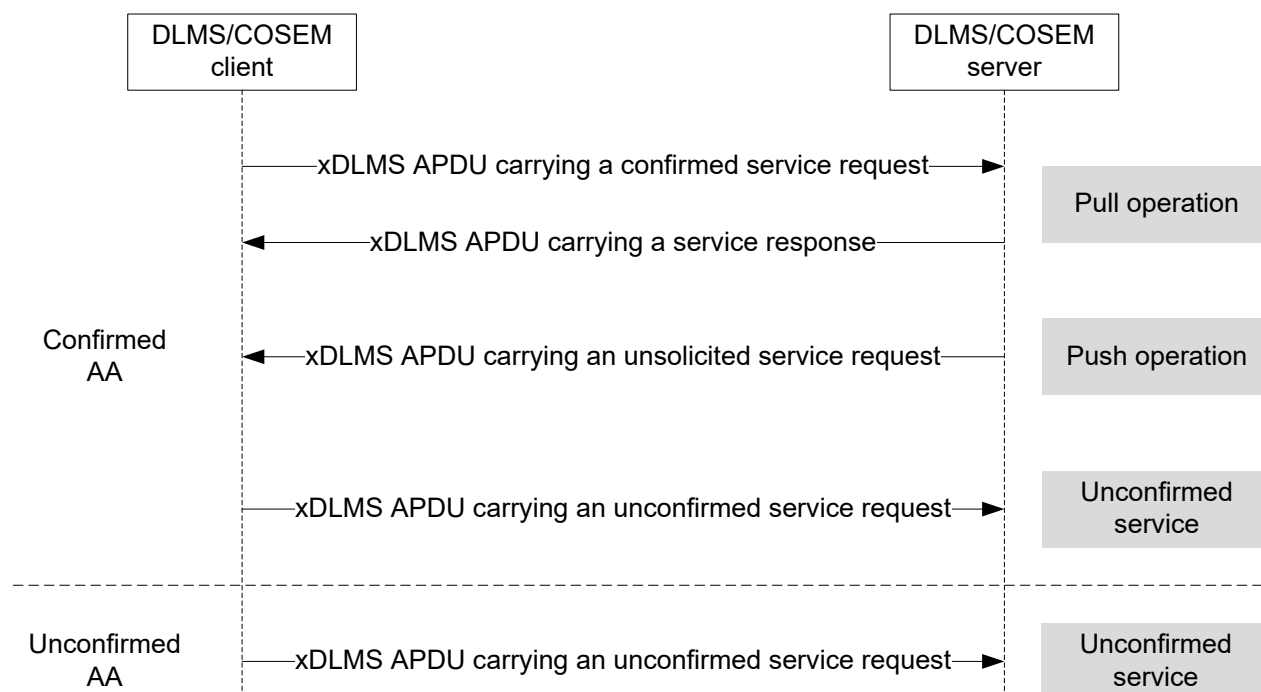 DLMS/COSEM
client
DLMS/COSEM
server
xDLMS APDU carrying a confirmed service request
Pull operation
xDLMS APDU carrying a service response
Confirmed
AA
xDLMS APDU carrying an unsolicited service request
Push operation
xDLMS APDU carrying an unconfirmed service request
Unconfirmed
service
Unconfirmed
AA
xDLMS APDU carrying an unconfirmed service request
Unconfirmed
service